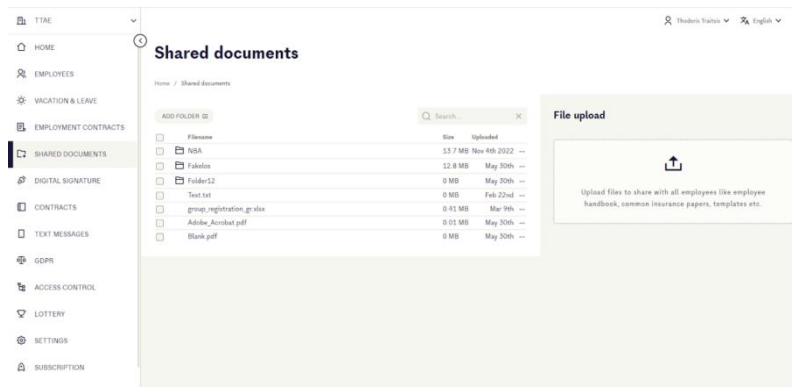 TTAE
Thodoris Traitsis
English
HOME
EMPLOYEES
VACATION & LEAVE
EMPLOYMENT CONTRACTS
SHARED DOCUMENTS
DIGITAL SIGNATURE
CONTRACTS
TEXT MESSAGES
GDPR
ACCESS CONTROL
LOTTERY
SETTINGS
SUBSCRIPTION
Shared documents
Home / Shared documents
ADD FOLDER
Search...
Filename Size Uploaded
NBA 13.7 MB Nov 4th 2022 ...
Fakelos 12.8 MB May 30th ...
Folder12 0 MB May 30th ...
Text.txt 0 MB Feb 22nd ...
group_registration_gr.xlsx 0.41 MB Mar 9th ...
Adobe_Acrobat.pdf 0.01 MB May 30th ...
Blank.pdf 0 MB May 30th ...
File upload
Upload files to share with all employees like employee
handbook, common insurance papers, templates etc.